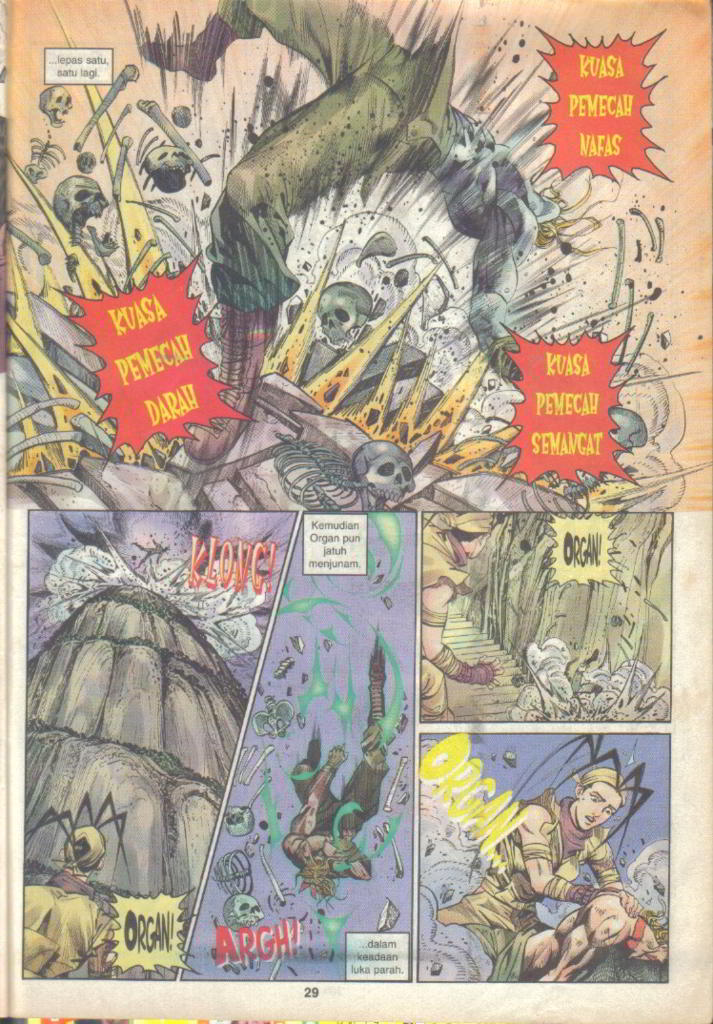 ...lepas satu,
satu lagi.
KUASA
PEMECAH
NAFAS
KUASA
PEMECAH
DARAH
KUASA
PEMECAH
SEMANGAT
KLONG!
ORGAN!
Kemudian
Organ pun
jatuh
menjunam.
ARGH!
...dalam
keadaan
luka parah.
ORGAN!
ORGAN...
29